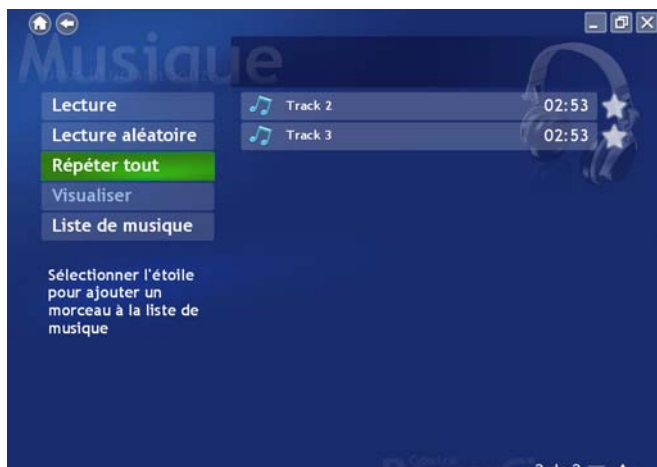 Musique
Lecture
Lecture aléatoire
Répéter tout
Visualiser
Liste de musique
Track 2 02:53
Track 3 02:53
Sélectionner l'étoile
pour ajouter un
morceau à la liste de
musique